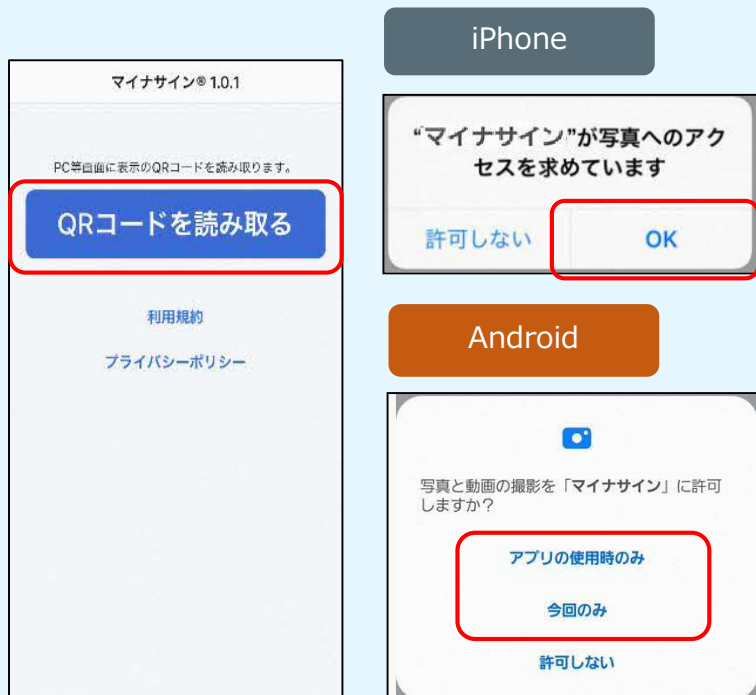 マイナサイン® 1.0.1
PC等画面に表示のQRコードを読み取ります。
QRコードを読み取る
利用規約
プライバシーポリシー
iPhone
“マイナサイン”が写真へのアク
セスを求めています
許可しない
OK
Android
写真と動画の撮影を「マイナサイン」に許可
しますか？
アプリの使用時のみ
今回のみ
許可しない